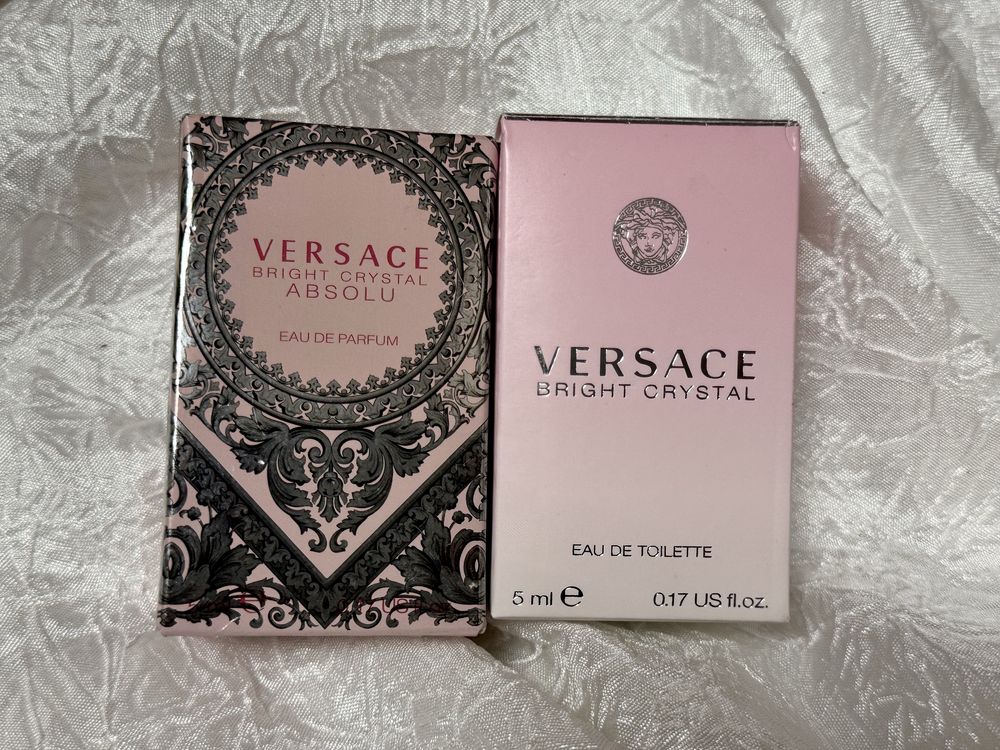 VERSACE
BRIGHT CRYSTAL
ABSOLU
EAU DE PARFUM
VERSACE
BRIGHT CRYSTAL
EAU DE TOILETTE
5 ml e 0.17 US fl.oz.